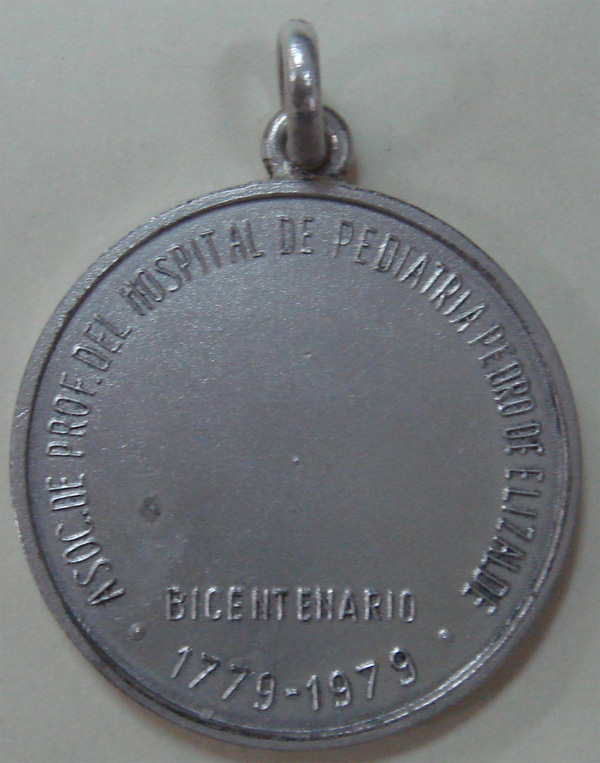 ASOC. DE PROF. DEL HOSPITAL DE PEDIATRIA PEDRO DE ELIZALDE
BICENTENARIO
1779-1979